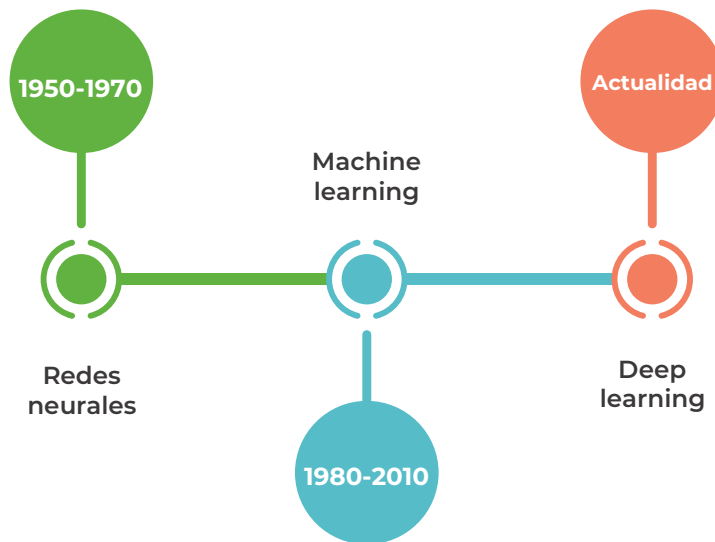 1950-1970
Actualidad
Machine
learning
Redes
neurales
Deep
learning
1980-2010